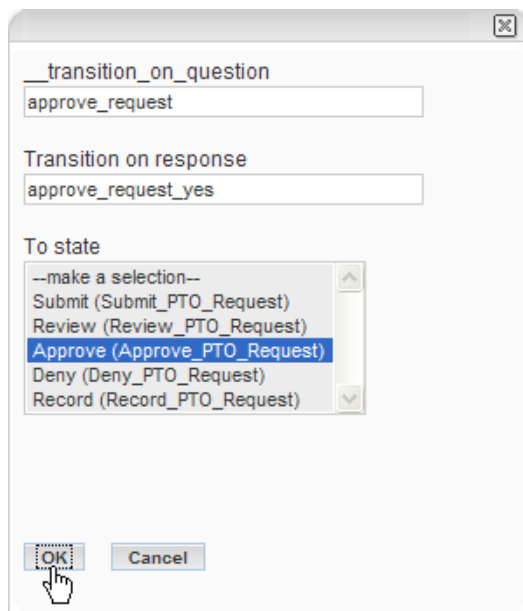 __transition_on_question
approve_request
Transition on response
approve_request_yes
To state
--make a selection--
Submit (Submit_PTO_Request)
Review (Review_PTO_Request)
Approve (Approve_PTO_Request)
Deny (Deny_PTO_Request)
Record (Record_PTO_Request)
OK Cancel